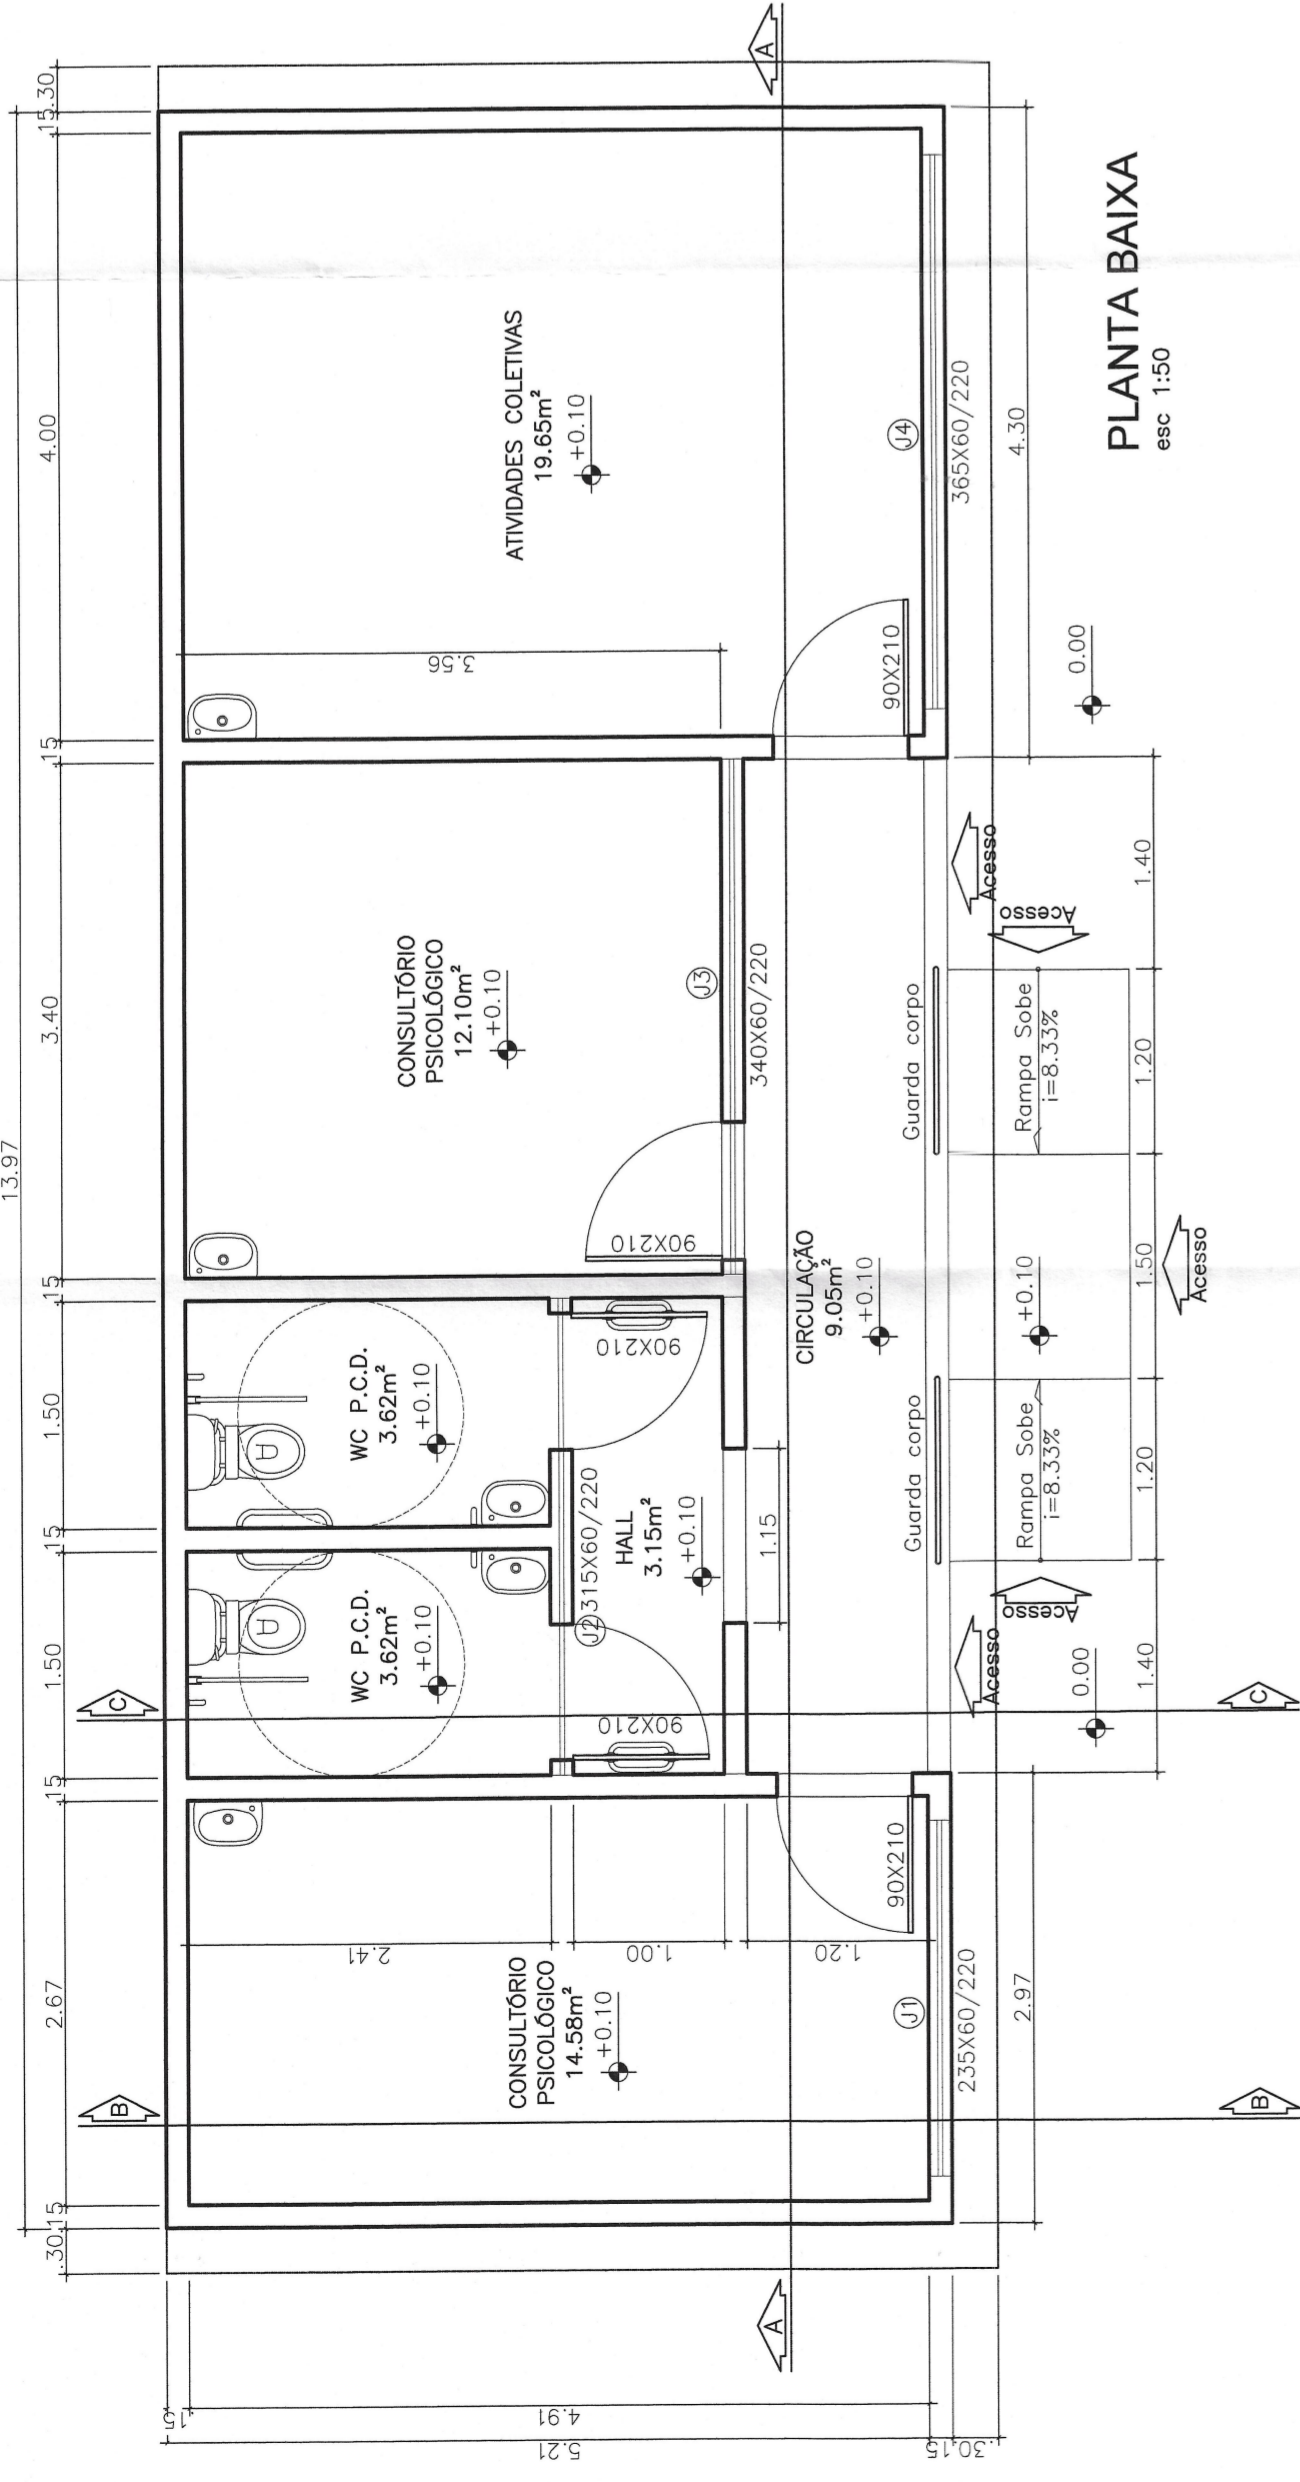 13.97
.30
.15
2.67
.15
1.50
.15
1.50
.15
3.40
.15
4.00
.15
.30
B
C
CONSULTÓRIO
PSICOLÓGICO
14.58m²
+0.10
2.41
1.00
1.20
90X210
J1
235X60/220
2.97
WC P.C.D.
3.62m²
+0.10
90X210
WC P.C.D.
3.62m²
+0.10
90X210
J2
315X60/220
HALL
3.15m²
+0.10
1.15
CONSULTÓRIO
PSICOLÓGICO
12.10m²
+0.10
90X210
J3
340X60/220
ATIVIDADES COLETIVAS
19.65m²
+0.10
3.56
90X210
J4
365X60/220
4.30
CIRCULAÇÃO
9.05m²
+0.10
A
A
Guarda corpo
Guarda corpo
Acesso
Acesso
Rampa Sobe
i=8.33%
+0.10
Rampa Sobe
i=8.33%
Acesso
Acesso
0.00
0.00
1.40
1.20
1.50
1.20
1.40
Acesso
B
C
.15
4.91
5.21
.15
.30
PLANTA BAIXA
esc 1:50